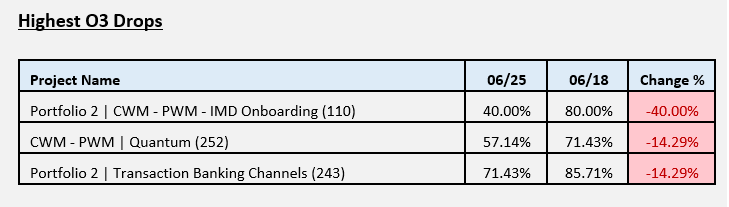 Highest O3 Drops
Project Name 06/25 06/18 Change %
Portfolio 2 | CWM - PWM - IMD Onboarding (110) 40.00% 80.00% -40.00%
CWM - PWM | Quantum (252) 57.14% 71.43% -14.29%
Portfolio 2 | Transaction Banking Channels (243) 71.43% 85.71% -14.29%